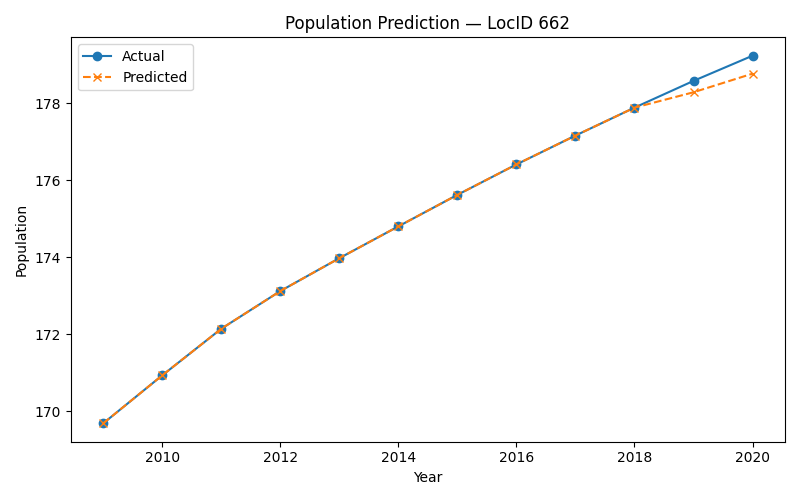 Population Prediction — LocID 662
Actual
Predicted
Population
178
176
174
172
170
2010
2012
2014
2016
2018
2020
Year